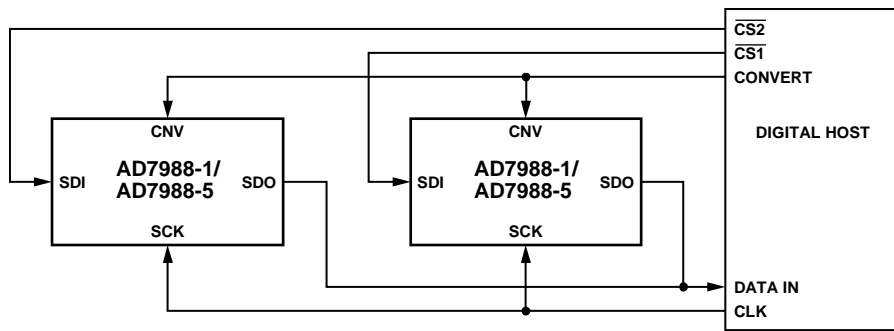 CS2
CS1
CONVERT
DIGITAL HOST
CNV
AD7988-1/
AD7988-5
SDI
SDO
SCK
CNV
AD7988-1/
AD7988-5
SDI
SDO
SCK
DATA IN
CLK